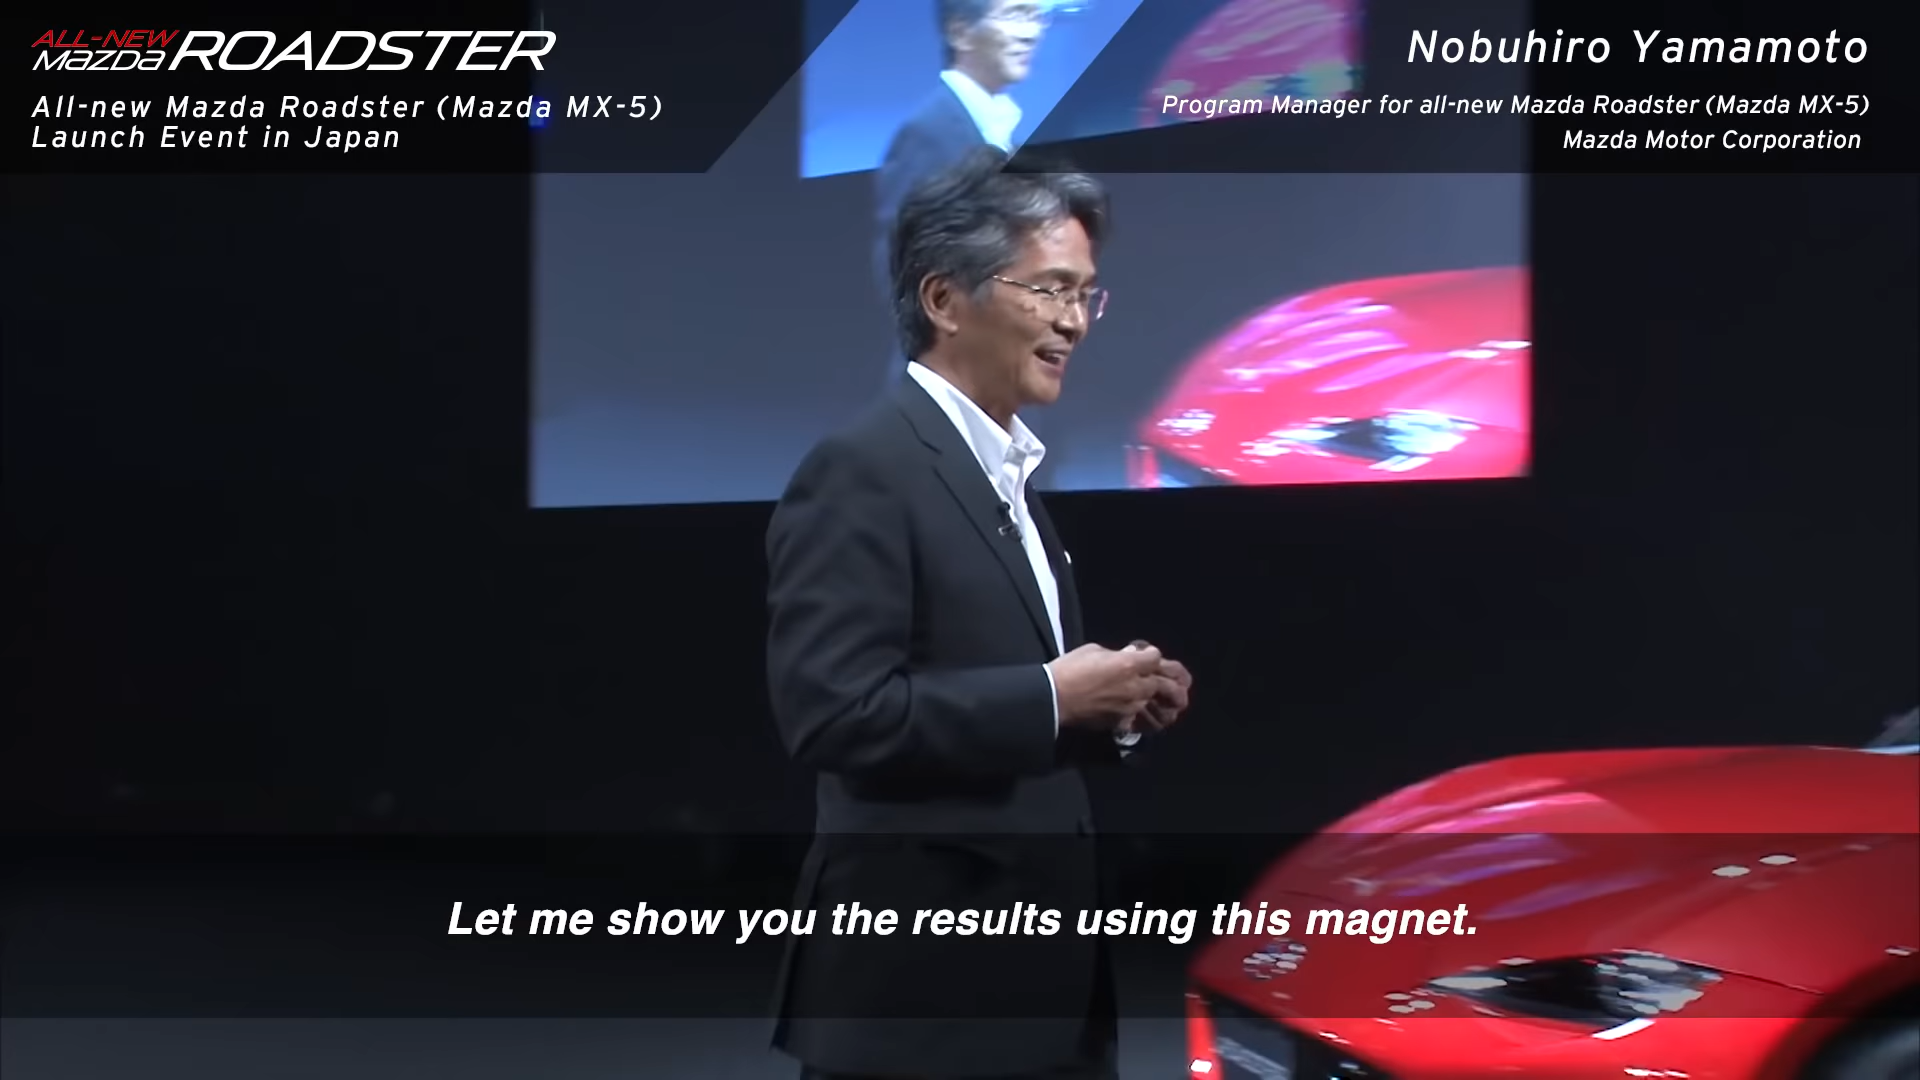 ALL-NEW
mazda ROADSTER
All-new Mazda Roadster (Mazda MX-5)
Launch Event in Japan
Nobuhiro Yamamoto
Program Manager for all-new Mazda Roadster (Mazda MX-5)
Mazda Motor Corporation
Let me show you the results using this magnet.